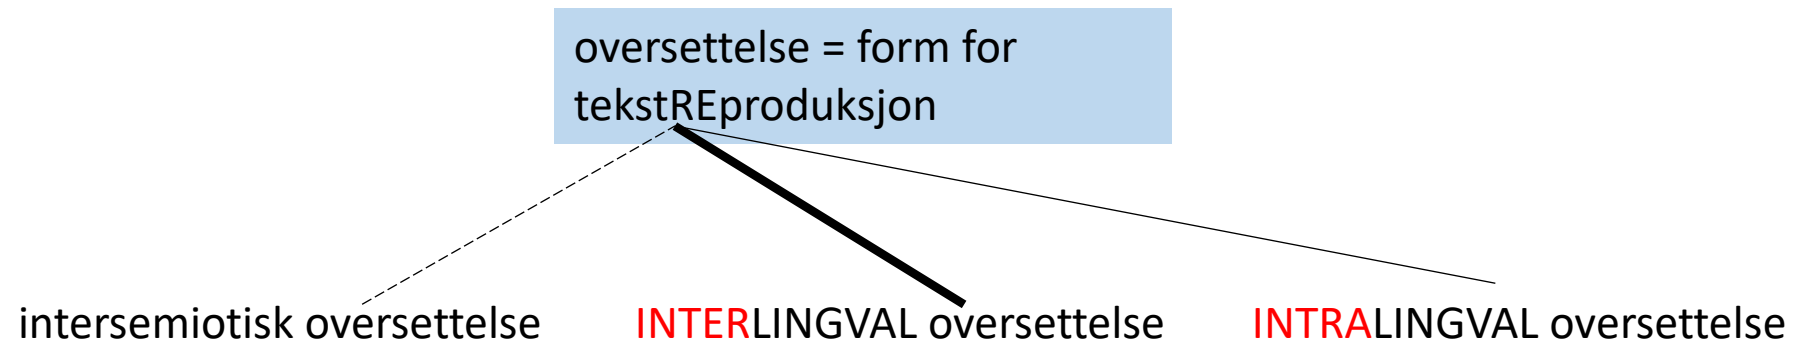 oversettelse = form for
tekstREproduksjon
intersemiotisk oversettelse
INTERLINGVAL oversettelse
INTRALINGVAL oversettelse